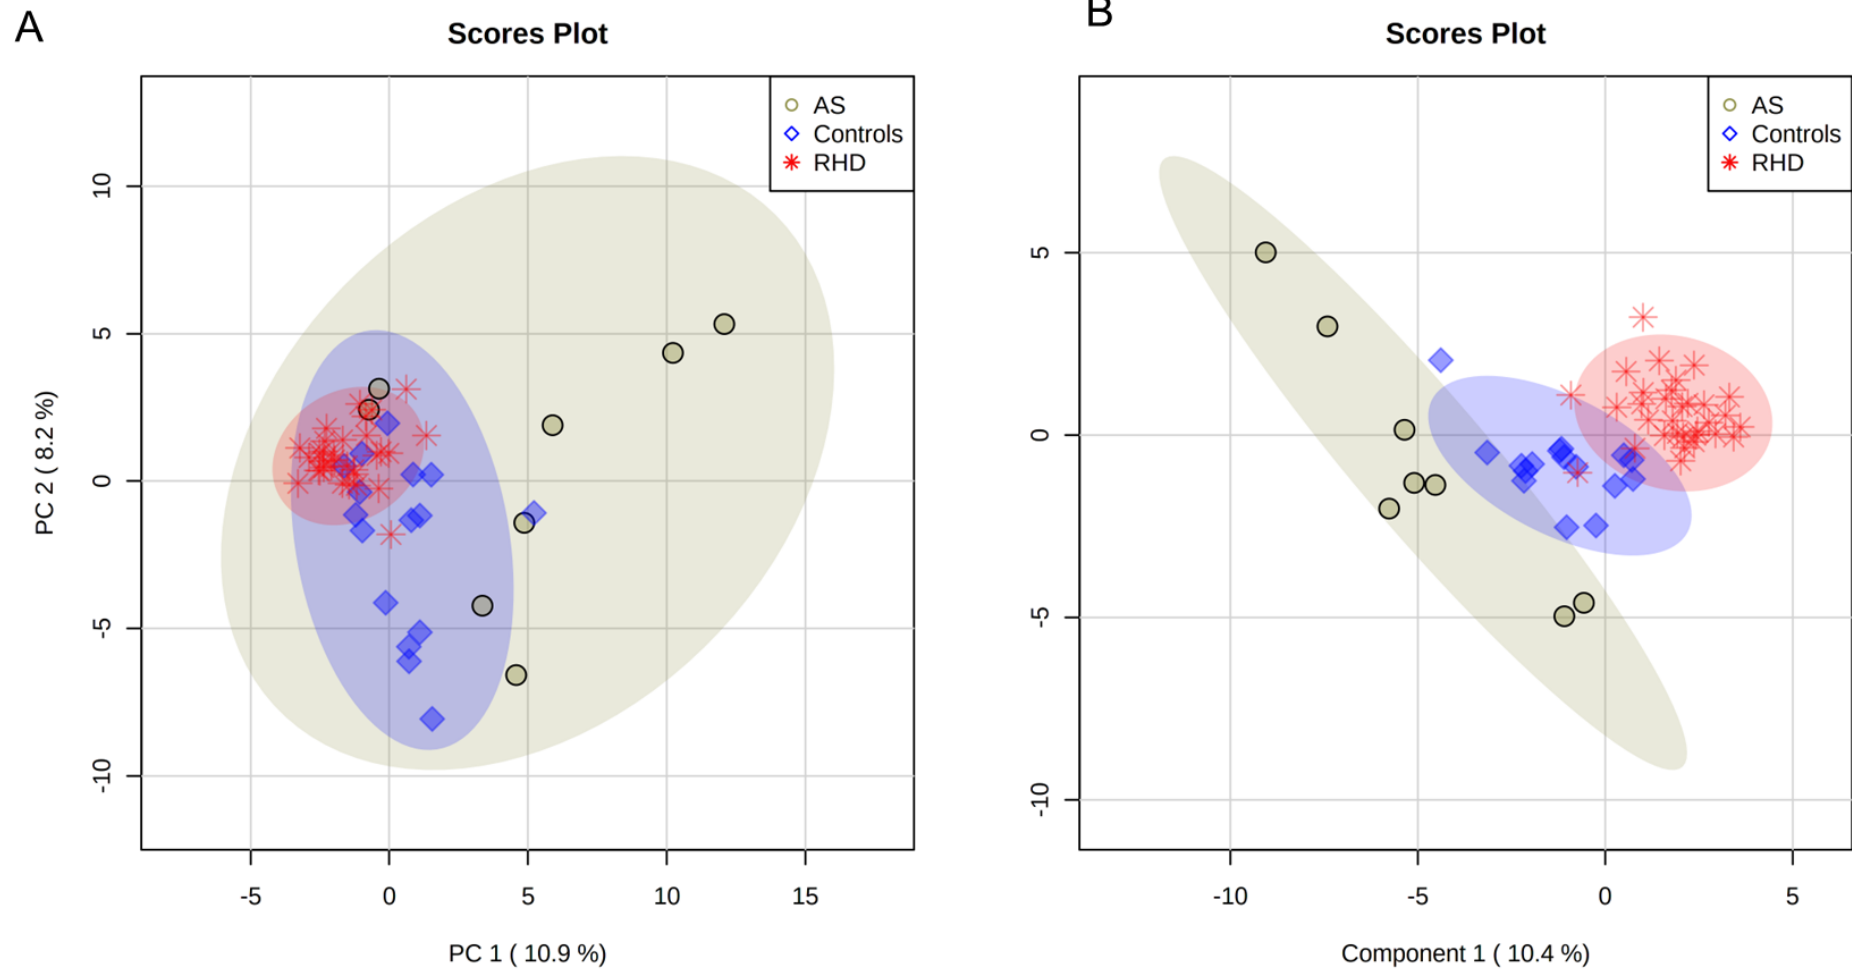 A
Scores Plot
AS
Controls
RHD
10
5
0
-5
-10
PC 2 ( 8.2 %)
-5
0
5
10
15
PC 1 ( 10.9 %)
B
Scores Plot
AS
Controls
RHD
5
0
-5
-10
-10
-5
0
5
Component 1 ( 10.4 %)